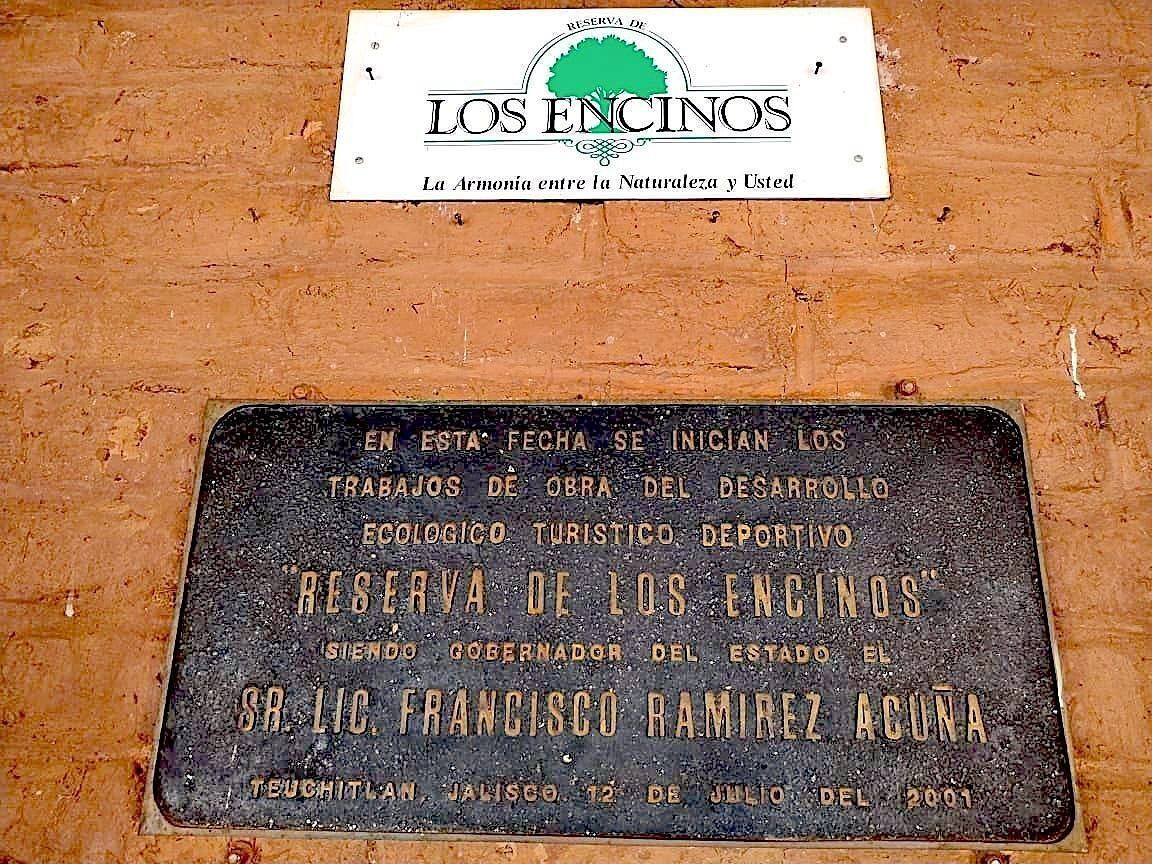 RESERVA DE
LOS ENCINOS
La Armonía entre la Naturaleza y Usted
EN ESTA FECHA SE INICIAN LOS
TRABAJOS DE OBRA DEL DESARROLLO
ECOLOGICO TURISTICO DEPORTIVO
"RESERVA DE LOS ENCINOS"
SIENDO GOBERNADOR DEL ESTADO EL
SR. LIC. FRANCISCO RAMIREZ ACUÑA
TEUCHITLAN, JALISCO, 12 DE JULIO DEL 2001